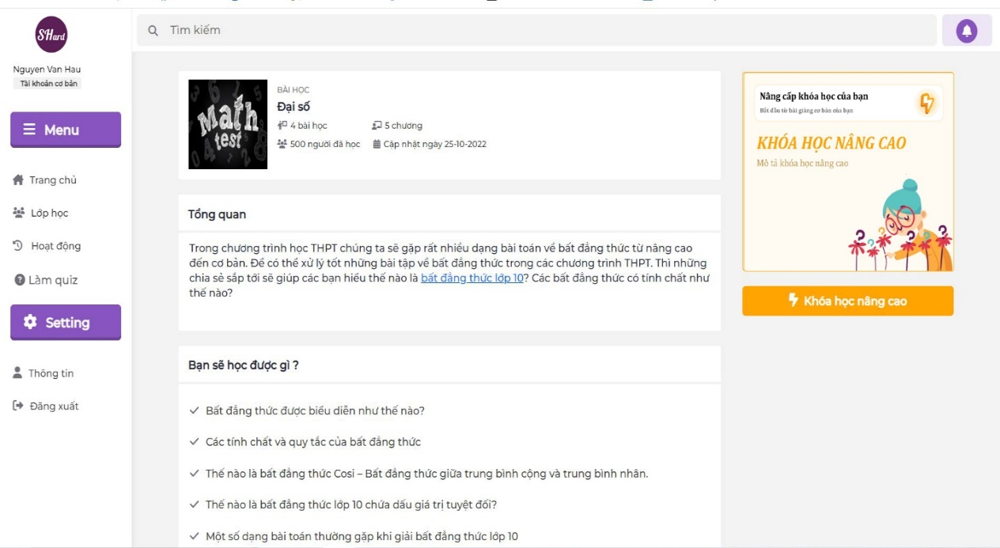 SHard
Tìm kiếm
Nguyen Van Hau
Tài khoản cơ bản
Menu
Trang chủ
Lớp học
Hoạt động
Làm quiz
Setting
Thông tin
Đăng xuất
Math
test
BÀI HỌC
Đại số
4 bài học
5 chương
500 người đã học
Cập nhật ngày 25-10-2022
Tổng quan
Trong chương trình học THPT chúng ta sẽ gặp rất nhiều dạng bài toán về bất đẳng thức từ nâng cao
đến cơ bản. Để có thể xử lý tốt những bài tập về bất đẳng thức trong các chương trình THPT. Thì những
chia sẻ sắp tới sẽ giúp các bạn hiểu thế nào là bất đẳng thức lớp 10? Các bất đẳng thức có tính chất như
thế nào?
Bạn sẽ học được gì ?
Bất đẳng thức được biểu diễn như thế nào?
Các tính chất và quy tắc của bất đẳng thức
Thế nào là bất đẳng thức Cosi – Bất đẳng thức giữa trung bình cộng và trung bình nhân.
Thế nào là bất đẳng thức lớp 10 chứa dấu giá trị tuyệt đối?
Một số dạng bài toán thường gặp khi giải bất đẳng thức lớp 10
Nâng cấp khóa học của bạn
Bắt đầu từ bài giảng cơ bản của bạn
KHÓA HỌC NÂNG CAO
Mô tả khóa học nâng cao
Khóa học nâng cao